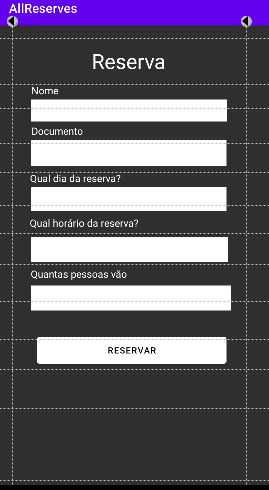 AllReserves
Reserva
Nome
Documento
Qual dia da reserva?
Qual horário da reserva?
Quantas pessoas vão
RESERVAR